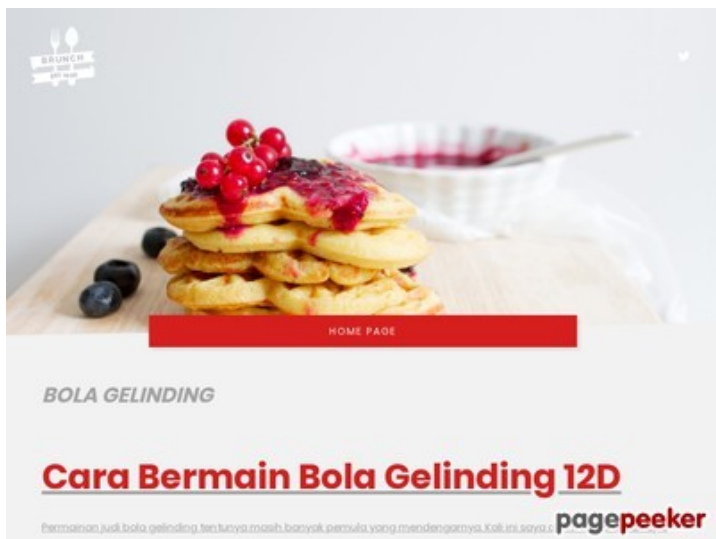 BRUNCH
HOME PAGE
BOLA GELINDING
Cara Bermain Bola Gelinding 12D
Permainan judi bola gelinding tentunya masih banyak pemula yang mendengarnya. Kali ini saya
pagepeeker